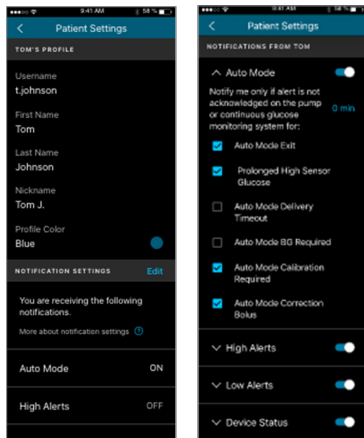 9:41 AM
58 %
Patient Settings
TOM'S PROFILE
Username
t.johnson
First Name
Tom
Last Name
Johnson
Nickname
Tom J.
Profile Color
Blue
NOTIFICATION SETTINGS Edit
You are receiving the following
notifications.
More about notification settings ?
Auto Mode ON
High Alerts OFF
9:41 AM
58 %
Patient Settings
NOTIFICATIONS FROM TOM
Auto Mode
Notify me only if alert is not
acknowledged on the pump
or continuous glucose
monitoring system for:
0 min
Auto Mode Exit
Prolonged High Sensor
Glucose
Auto Mode Delivery
Timeout
Auto Mode BG Required
Auto Mode Calibration
Required
Auto Mode Correction
Bolus
High Alerts
Low Alerts
Device Status